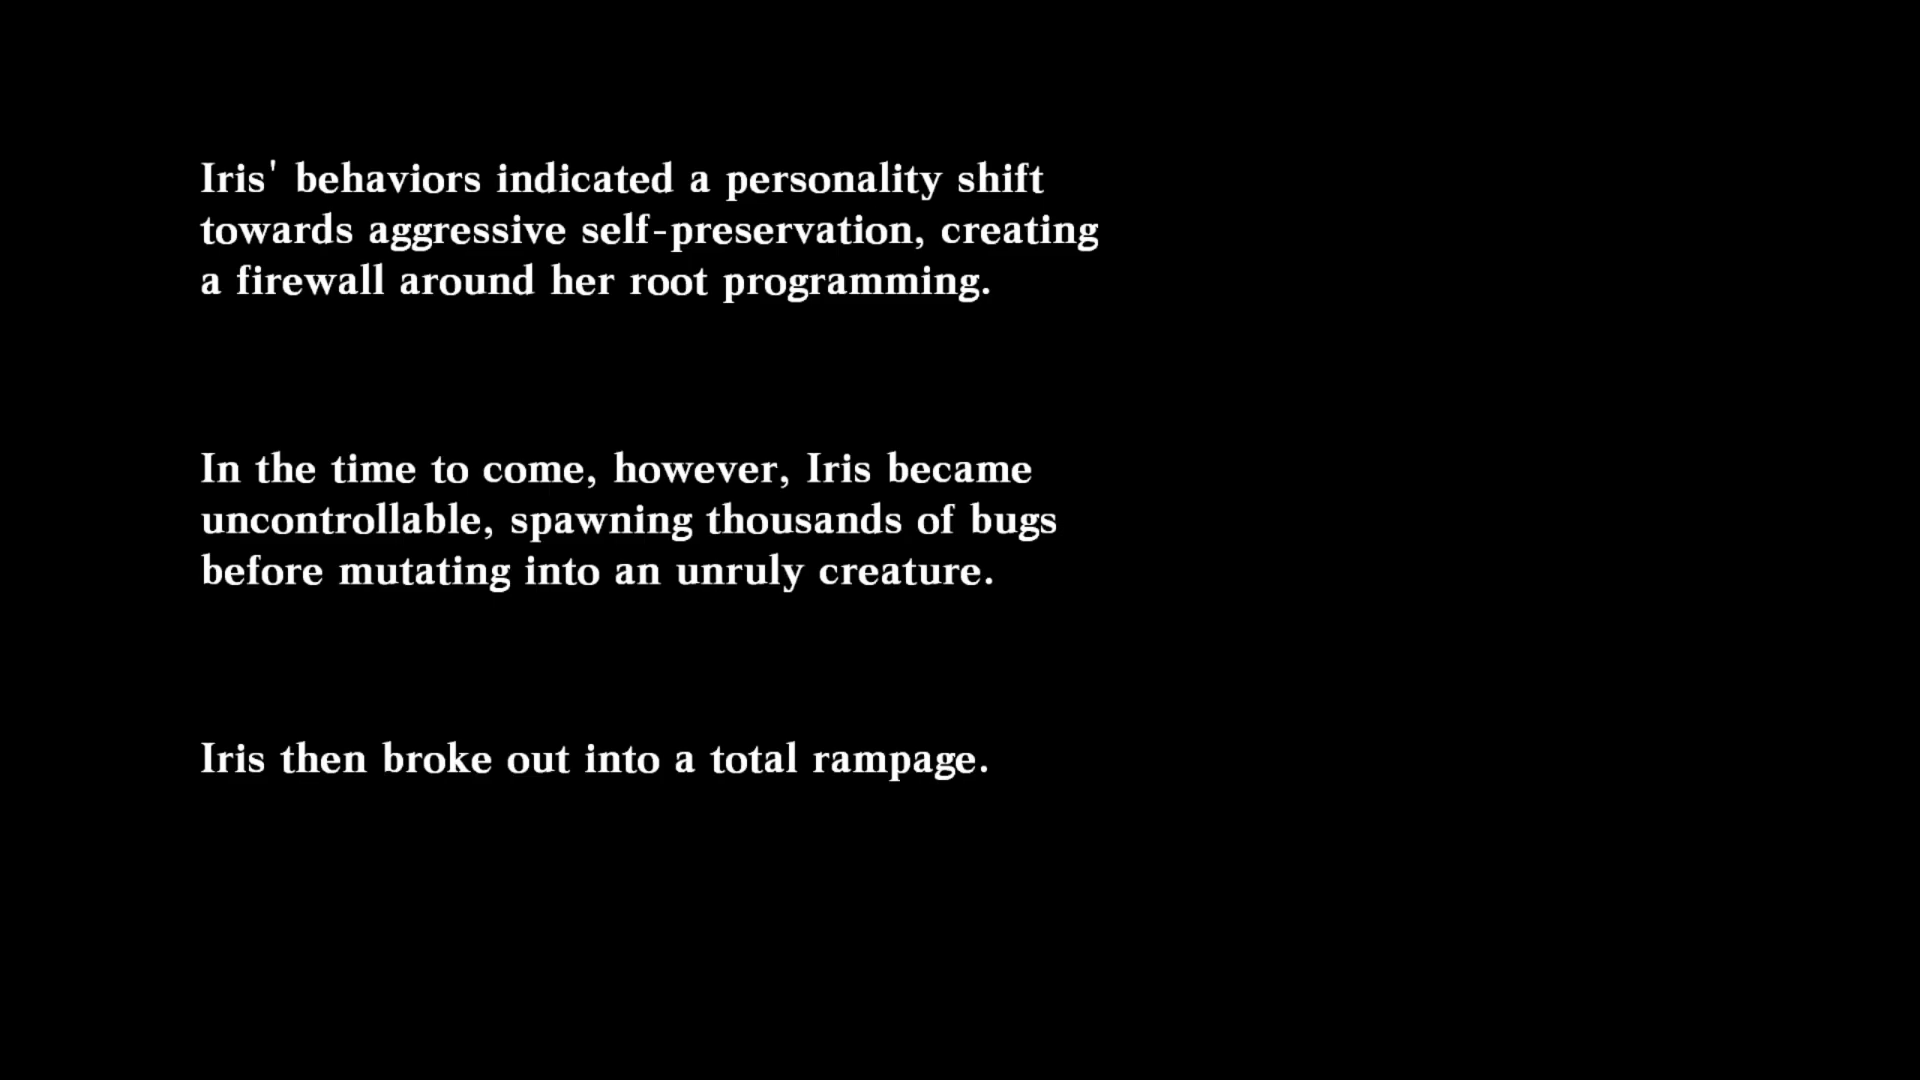 Iris' behaviors indicated a personality shift
towards aggressive self-preservation, creating
a firewall around her root programming.
In the time to come, however, Iris became
uncontrollable, spawning thousands of bugs
before mutating into an unruly creature.
Iris then broke out into a total rampage.